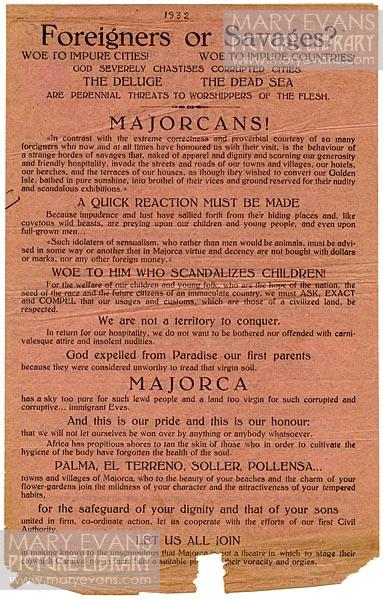 1932
Foreigners or Savages?
WOE TO IMPURE CITIES! WOE TO IMPURE COUNTRIES
GOD SEVERELY CHASTISES CORRUPTED CITIES.
THE DELUGE THE DEAD SEA
ARE PERENNIAL THREATS TO WORSHIPPERS OF THE FLESH.
MAJORCANS!
«In contrast with the extreme correctness and proverbial courtesy of so many
foreigners who now and at all times have honoured us with their visit, is the behaviour of
a strange hordes of savages that, naked of apparel and dignity and scorning our generosity
and friendly hospitality, invade the streets and roads of our towns and villages, our hotels,
our beaches, and the terraces of our houses, as though they wished to convert our Golden
Isle, bathed in pure sunshine, into brothel of their vices and ground reserved for their nudity
and scandalous exhibitions.»
A QUICK REACTION MUST BE MADE
Because impudence and lust have sallied forth from their hiding places and, like
covetous wild beasts, are preying upon our children and young people, and even upon
full-grown men...
«Such idolaters of sensualism, who rather than men would be animals, must be advi-
sed in some way or another that in Majorca virtue and decency are not bought with dollars
or marks, nor any other foreign money.»
WOE TO HIM WHO SCANDALIZES CHILDREN!
For the welfare of our children and young folk, who are the hope of the nation, the
seed of the race and the future citizens of an immaculate country, we must ASK, EXACT
and COMPEL that our usages and customs, which are those of a civilized land, be
respected.
We are not a territory to conquer.
In return for our hospitality, we do not want to be bothered nor offended with carni-
valesque attire and insolent nudities.
God expelled from Paradise our first parents
because they were considered unworthy to tread that virgin soil.
MAJORCA
has a sky too pure for such lewd people and a land too virgin for such corrupted
and corruptive... immigrant Eves.
And this is our pride and this is our honour:
that we will not let ourselves be won over by anything or anybody whatsoever.
Africa has propitious shores to tan the skin of those who in order to cultivate the
hygiene of the body have forgotten the health of the soul.
PALMA, EL TERRENO, SOLLER, POLLENSA...
towns and villages of Majorca, who to the beauty of your beaches and the charm of your
flower-gardens join the mildness of your character and the attractiveness of your tempered
habits,
for the safeguard of your dignity and that of your sons
united in firm, co-ordinate action, let us cooperate with the efforts of our first Civil
Authority.
LET US ALL JOIN
in making known to the unscrupulous that Majorca is not a theatre in which to stage their
clownish Carnival nor is it a suitable place for their voracity and orgies.
MARY EVANS
PICTURE LIBRARY
MARY EVANS
PICTURE LIBRARY
www.maryevans.com